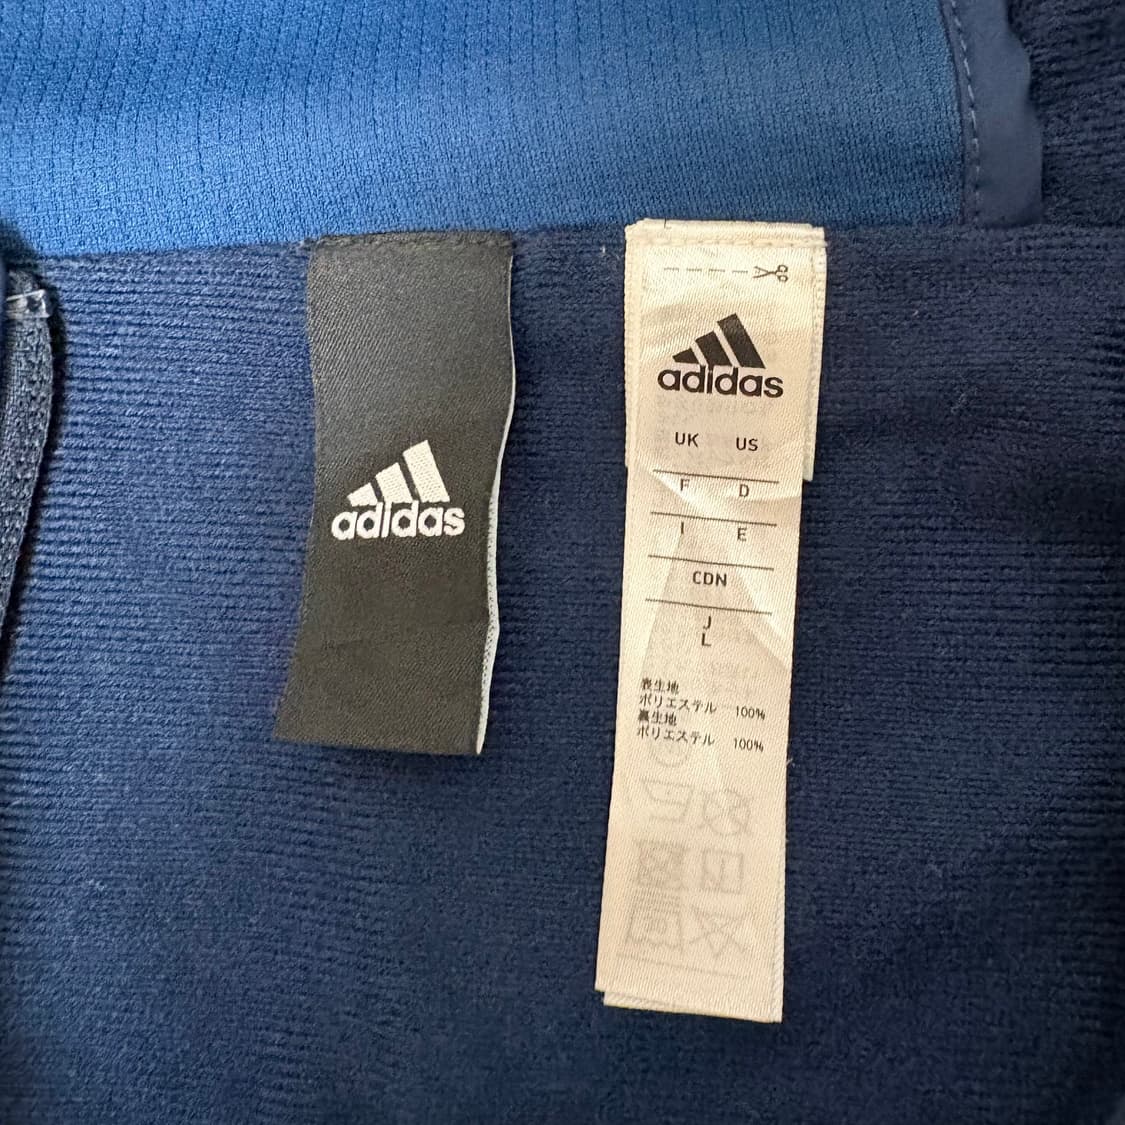 adidas
adidas
UK US
F D
I E
CDN
J
L
表生地
ポリエステル 100%
裏生地
ポリエステル 100%